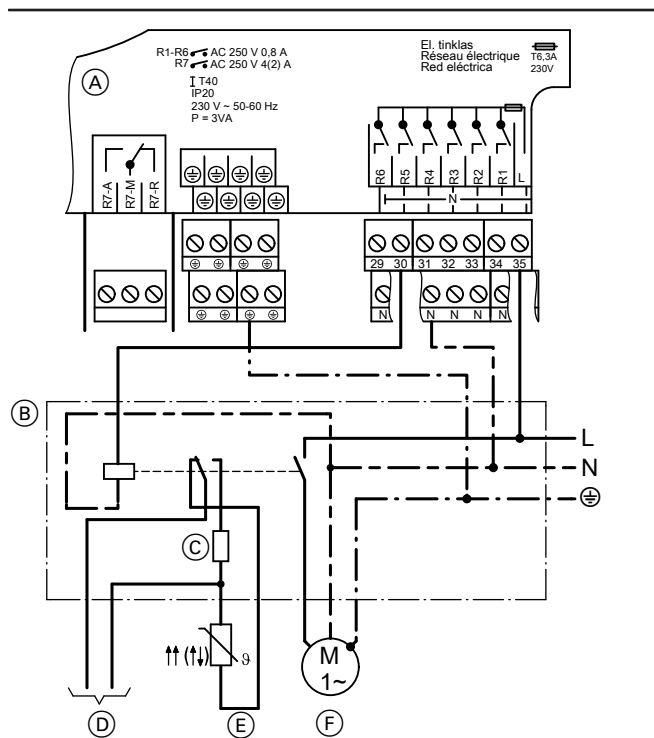 R1-R6 AC 250 V 0,8 A
R7 AC 250 V 4(2) A
T40
IP20
230 V ~ 50-60 Hz
P = 3VA
El. tinklas
Réseau électrique
Red eléctrica
T6,3A
230V
A
R7-A R7-M R7-R
R6 R5 R4 R3 R2 R1 L
N
29 30 31 32 33 34 35
N N N N N
B
L
N
C
M
1~
ϑ
D
E
F